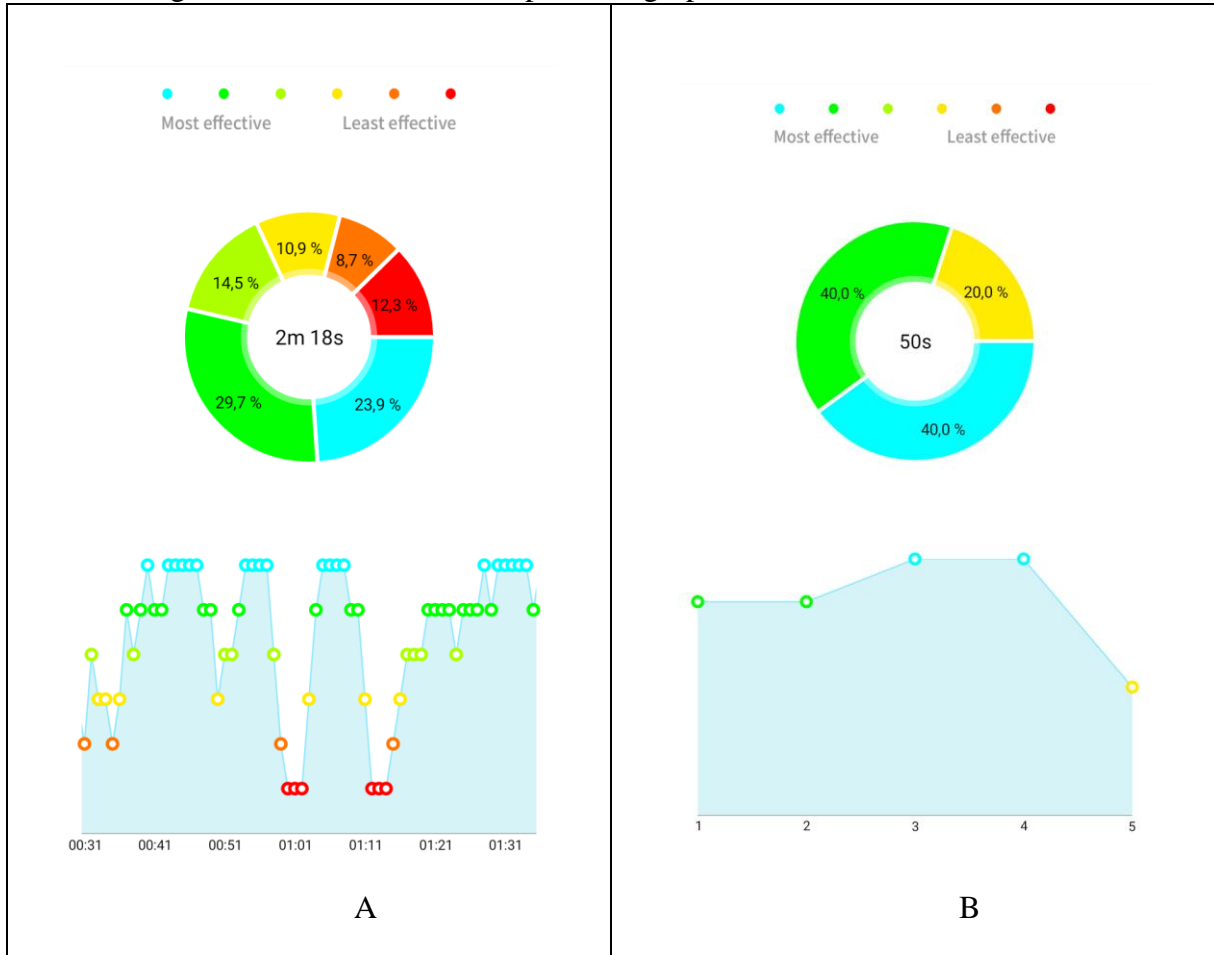 Most effective Least effective
10,9 %
8,7 %
14,5 %
12,3 %
2m 18s
29,7 %
23,9 %
00:31 00:41 00:51 01:01 01:11 01:21 01:31
A
Most effective Least effective
40,0 %
20,0 %
50s
40,0 %
1 2 3 4 5
B